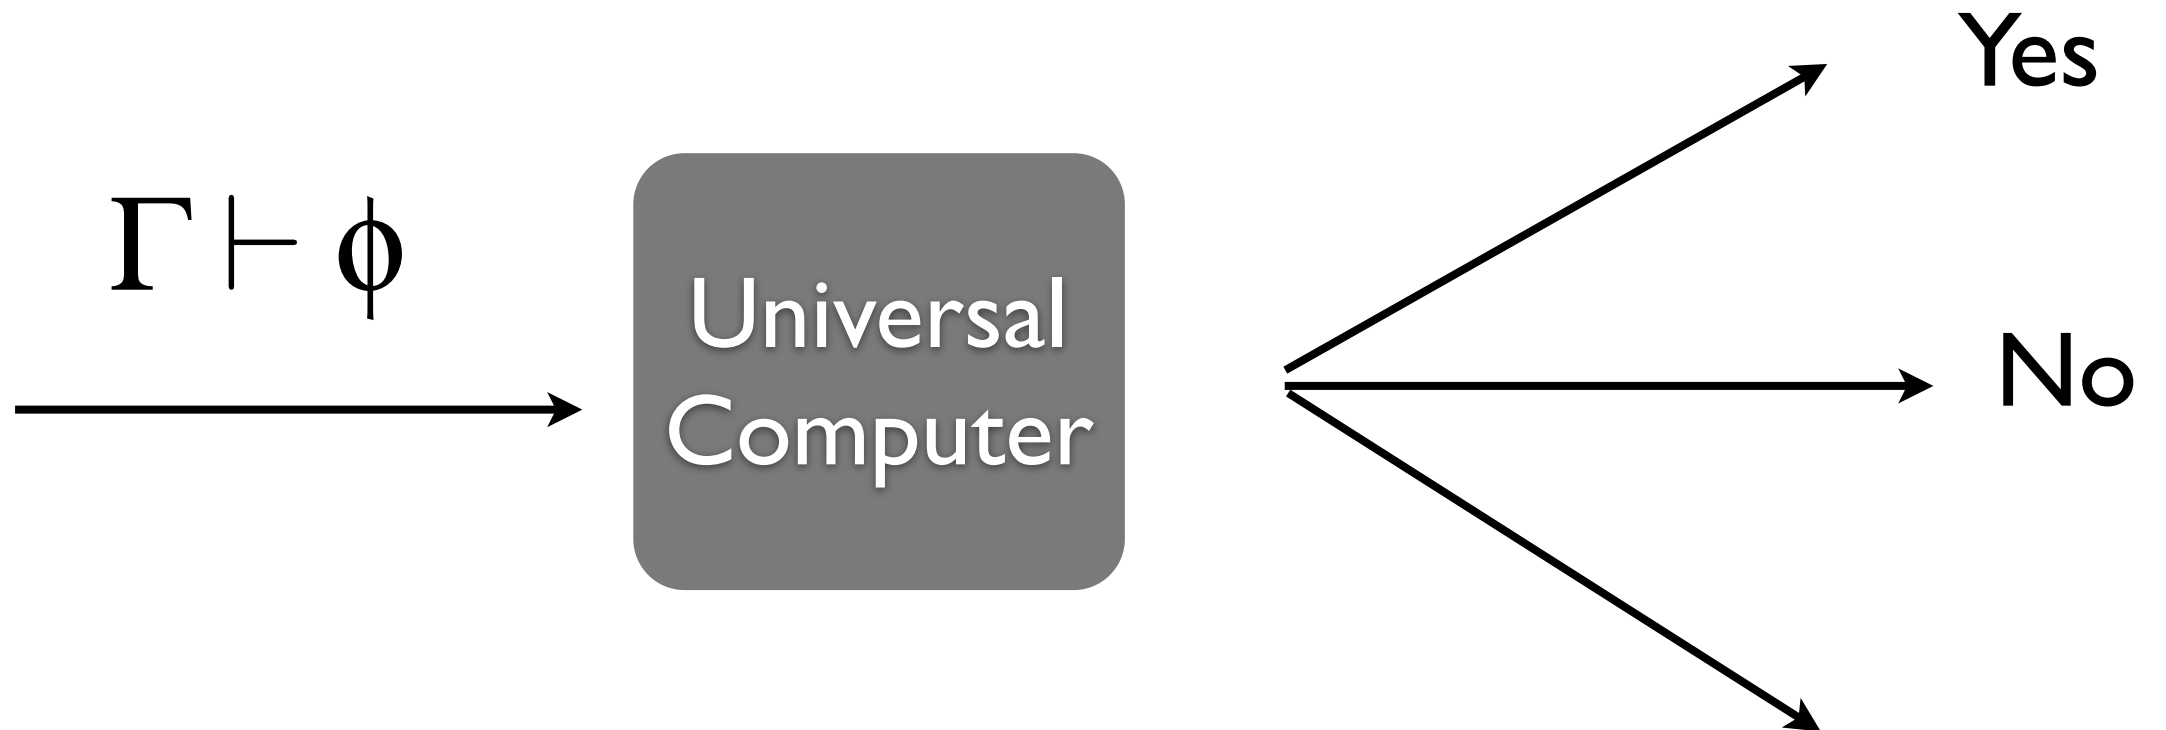 Γ ⊢ ϕ
Universal
Computer
Yes
No